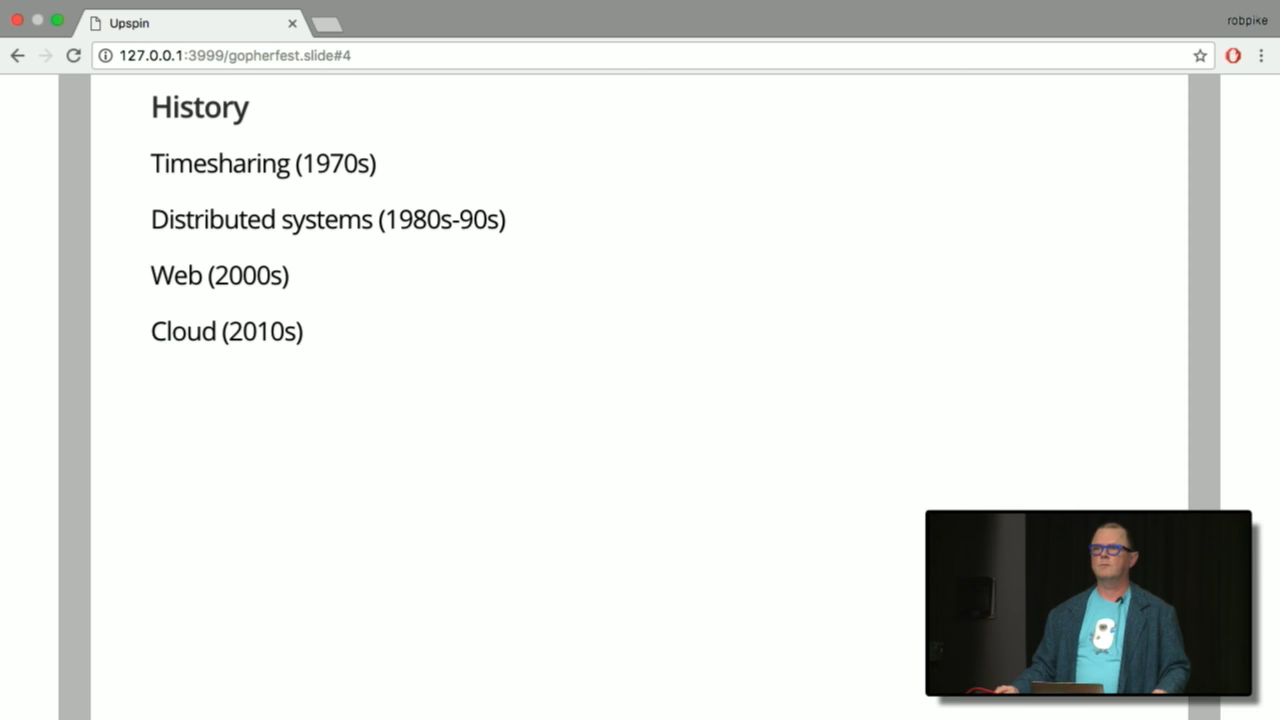 Upspin
robpike
127.0.0.1:3999/gopherfest.slide#4
History
Timesharing (1970s)
Distributed systems (1980s-90s)
Web (2000s)
Cloud (2010s)